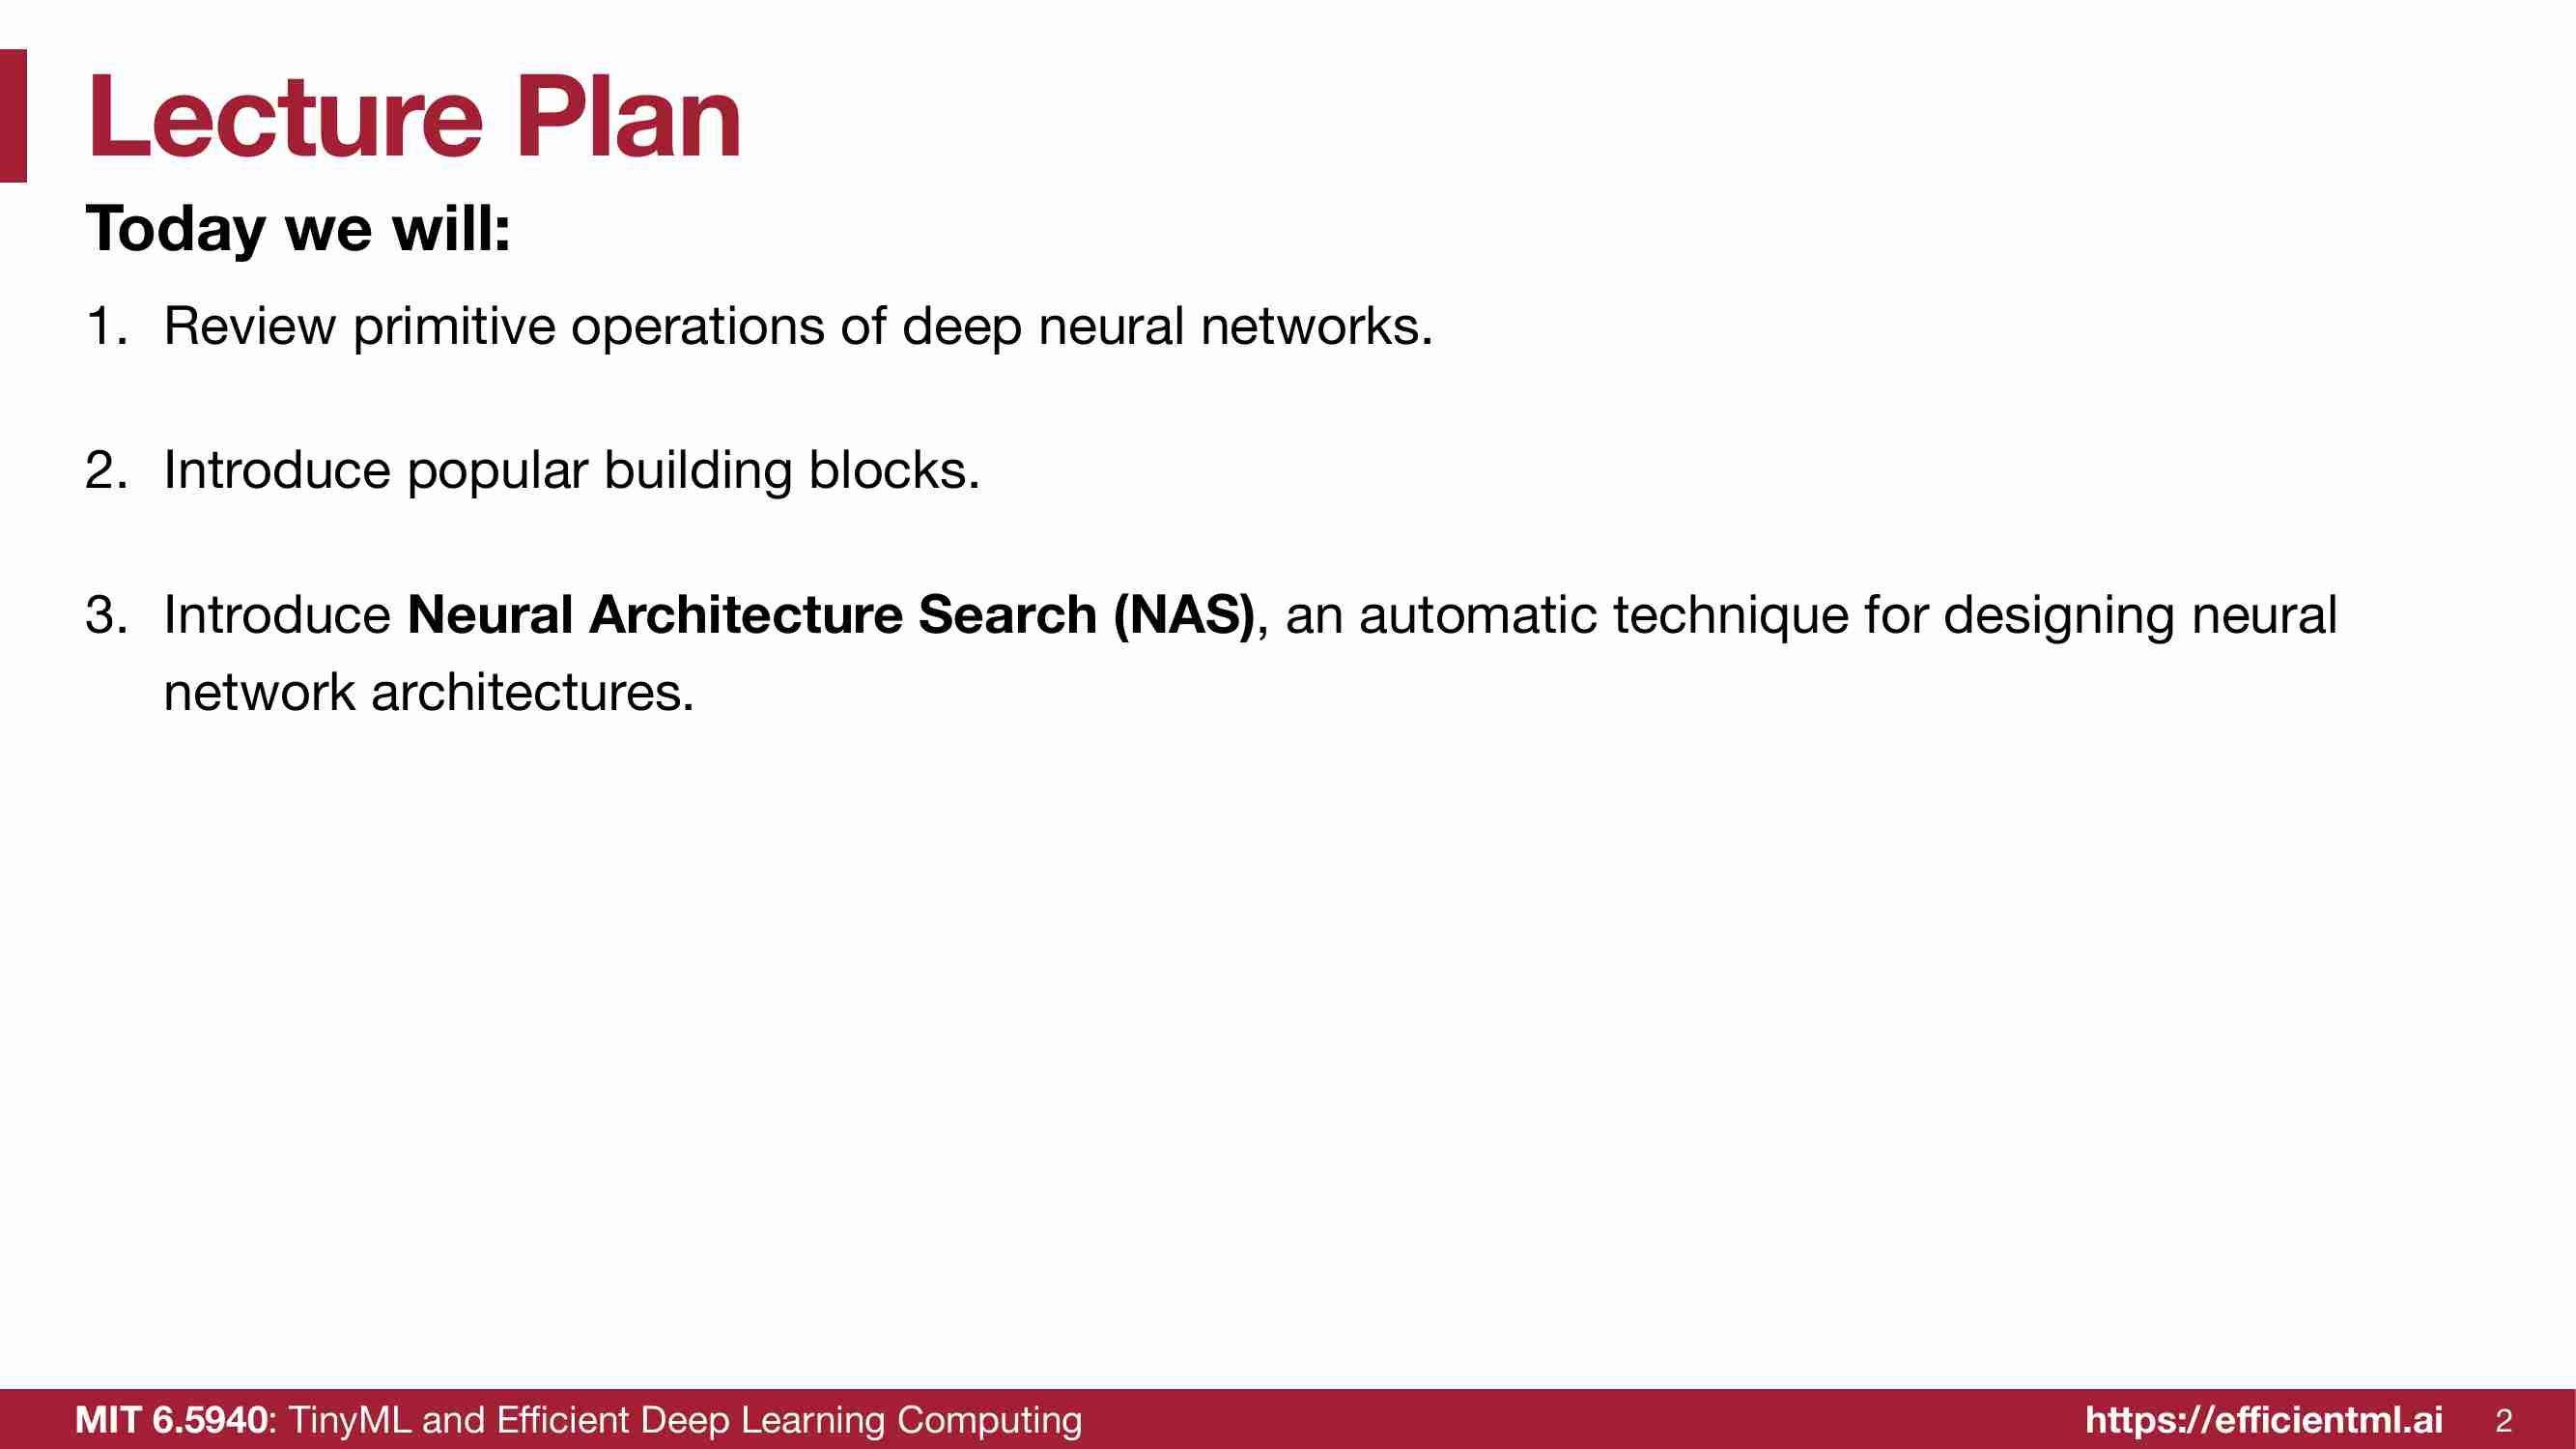 Lecture Plan
Today we will:
1. Review primitive operations of deep neural networks.
2. Introduce popular building blocks.
3. Introduce Neural Architecture Search (NAS), an automatic technique for designing neural
network architectures.
MIT 6.5940: TinyML and Efficient Deep Learning Computing
https://efficientml.ai
2